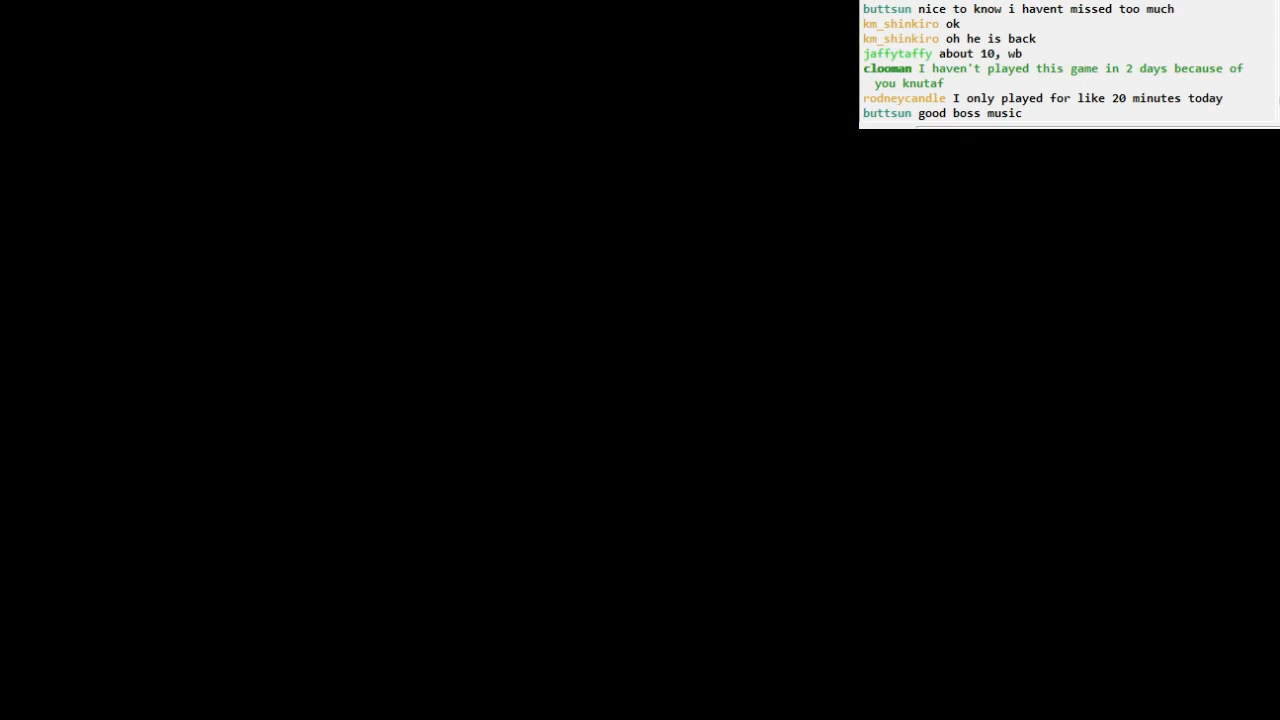 buttsun nice to know i havent missed too much
km_shinkiro ok
km_shinkiro oh he is back
jaffytaffy about 10, wb
clooman I haven't played this game in 2 days because of
you knutaf
rodneycandle I only played for like 20 minutes today
buttsun good boss music